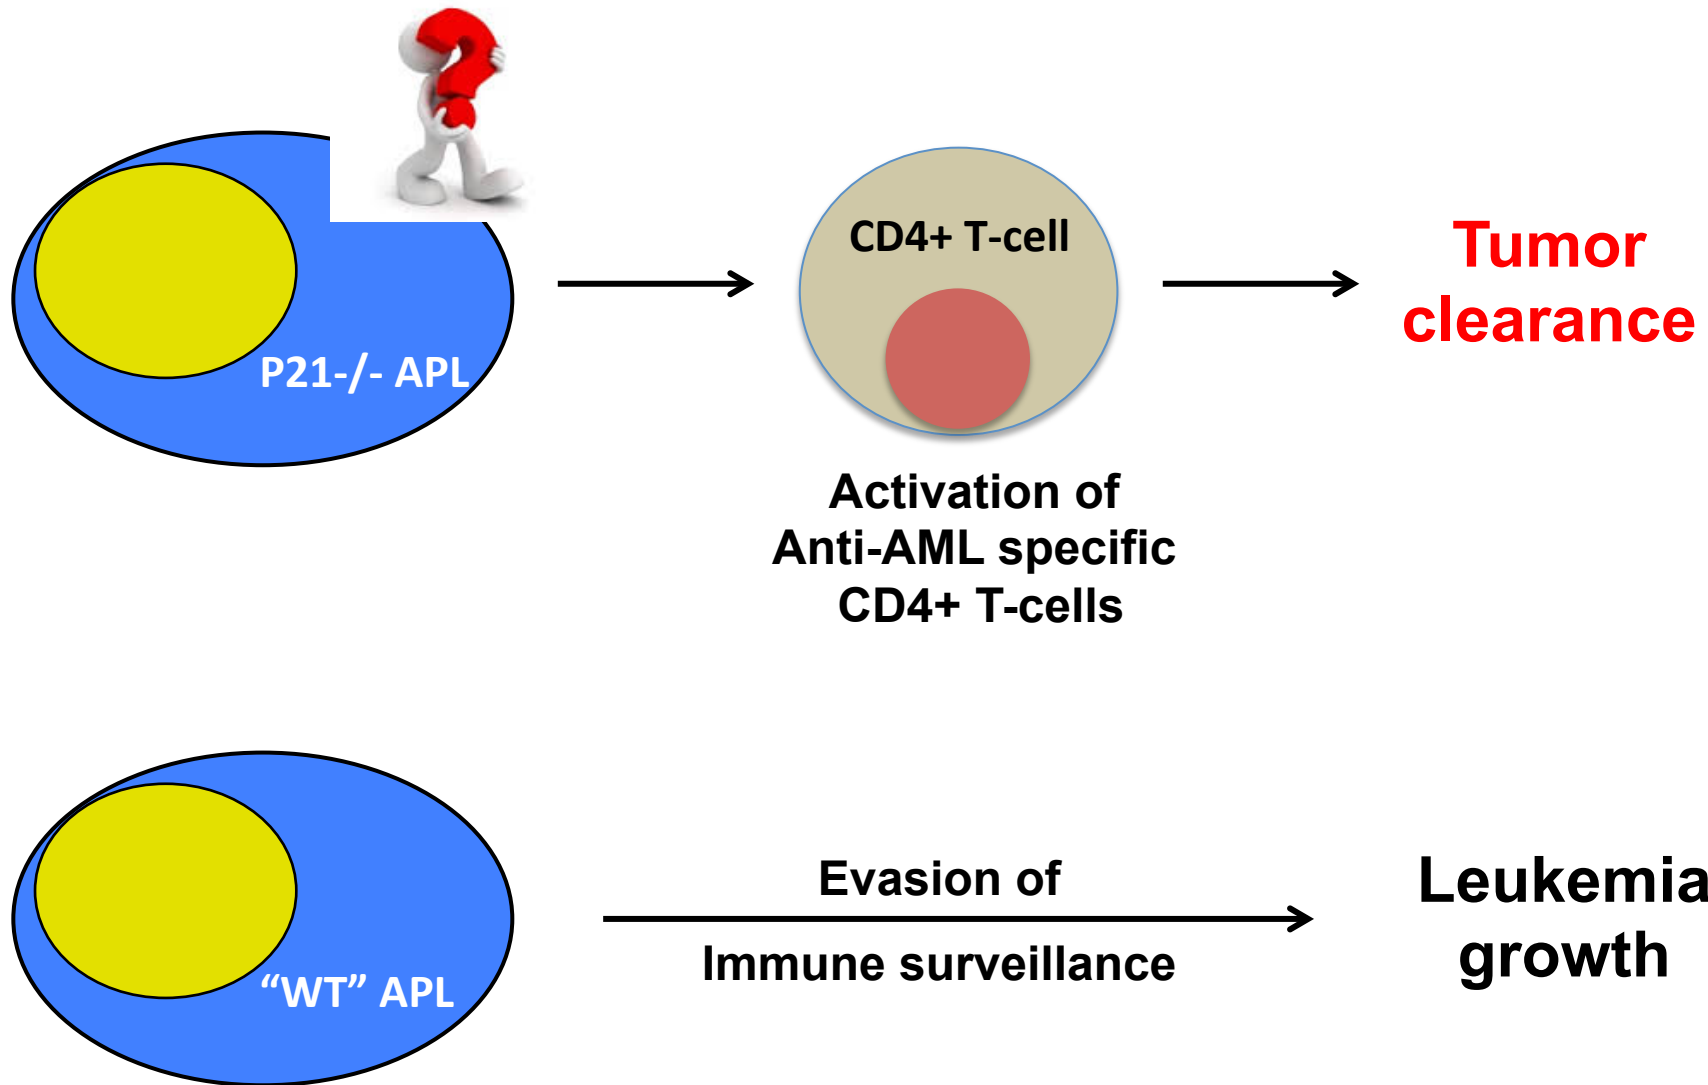 P21-/- APL
CD4+ T-cell
Tumor
clearance
Activation of
Anti-AML specific
CD4+ T-cells
“WT” APL
Evasion of
Immune surveillance
Leukemia
growth